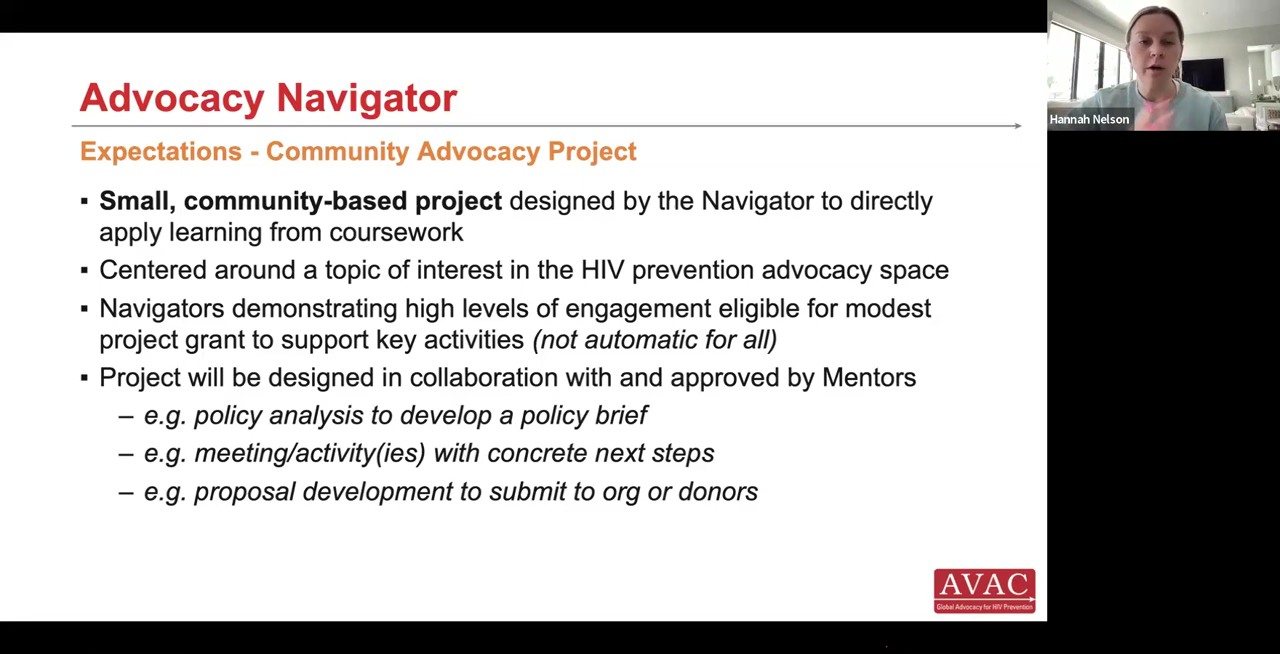 Advocacy Navigator
Expectations - Community Advocacy Project
▪ Small, community-based project designed by the Navigator to directly
apply learning from coursework
▪ Centered around a topic of interest in the HIV prevention advocacy space
▪ Navigators demonstrating high levels of engagement eligible for modest
project grant to support key activities (not automatic for all)
▪ Project will be designed in collaboration with and approved by Mentors
– e.g. policy analysis to develop a policy brief
– e.g. meeting/activity(ies) with concrete next steps
– e.g. proposal development to submit to org or donors
AVAC
Global Advocacy for HIV Prevention
Hannah Nelson